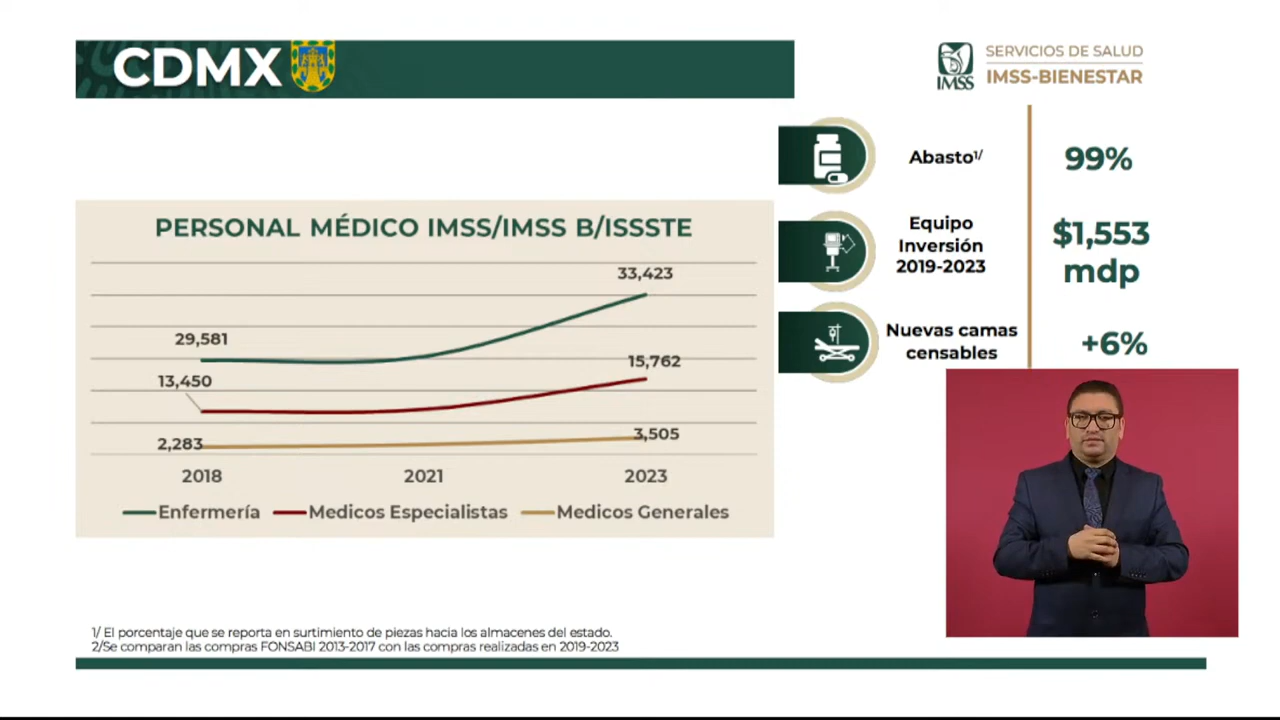 CDMX
IMSS
SERVICIOS DE SALUD
IMSS-BIENESTAR
Abasto1/
99%
Equipo
Inversión
2019-2023
$1,553
mdp
Nuevas camas
censables
+6%
PERSONAL MÉDICO IMSS/IMSS B/ISSSTE
33,423
29,581
15,762
13,450
3,505
2,283
2018 2021 2023
Enfermería Medicos Especialistas Medicos Generales
1/ El porcentaje que se reporta en surtimiento de piezas hacia los almacenes del estado.
2/Se comparan las compras FONSABI 2013-2017 con las compras realizadas en 2019-2023